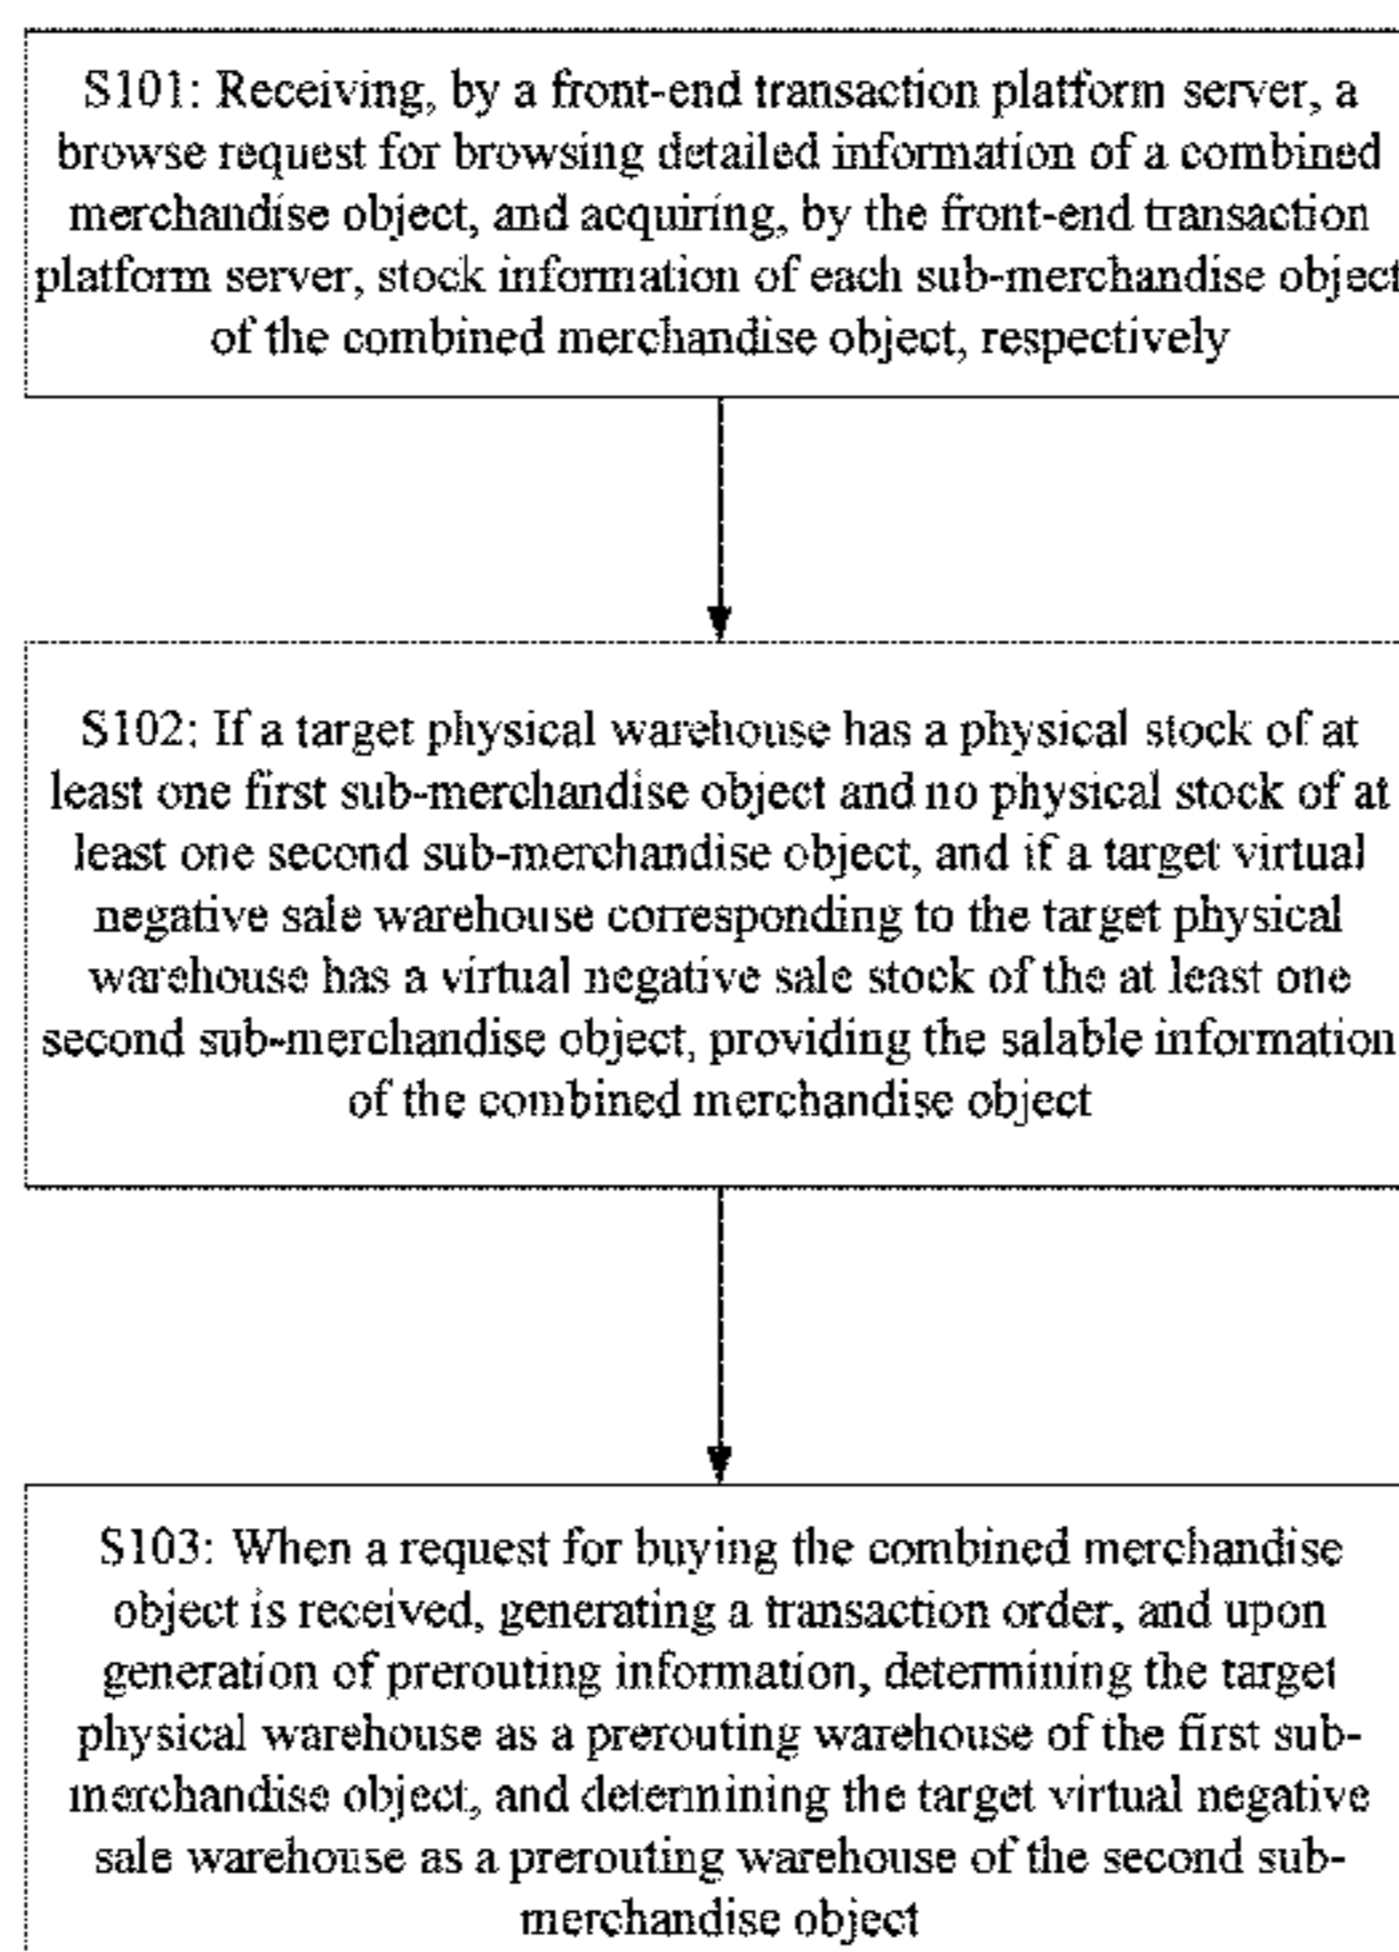 S101: Receiving, by a front-end transaction platform server, a
browse request for browsing detailed information of a combined
merchandise object, and acquiring, by the front-end transaction
platform server, stock information of each sub-merchandise object
of the combined merchandise object, respectively
S102: If a target physical warehouse has a physical stock of at
least one first sub-merchandise object and no physical stock of at
least one second sub-merchandise object, and if a target virtual
negative sale warehouse corresponding to the target physical
warehouse has a virtual negative sale stock of the at least one
second sub-merchandise object, providing the salable information
of the combined merchandise object
S103: When a request for buying the combined merchandise
object is received, generating a transaction order, and upon
generation of prerouting information, determining the target
physical warehouse as a prerouting warehouse of the first sub-
merchandise object, and determining the target virtual negative
sale warehouse as a prerouting warehouse of the second sub-
merchandise object